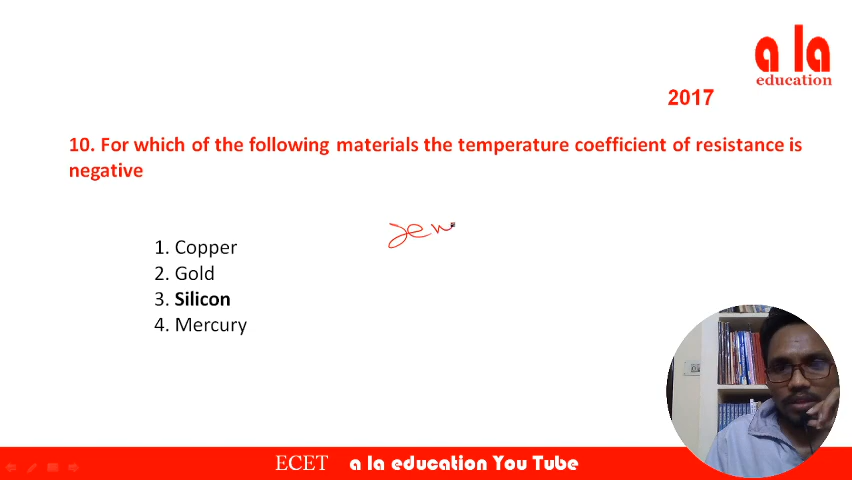 a la
education
2017
10. For which of the following materials the temperature coefficient of resistance is
negative
1. Copper
2. Gold
3. Silicon
4. Mercury
ECET a la education You Tube